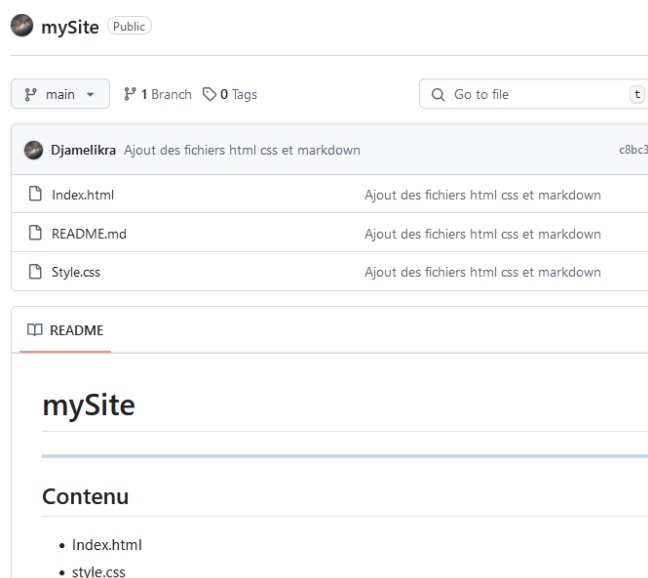 mySite Public
main 1 Branch 0 Tags Go to file t
Djamelikra Ajout des fichiers html css et markdown c8bc3
Index.html Ajout des fichiers html css et markdown
README.md Ajout des fichiers html css et markdown
Style.css Ajout des fichiers html css et markdown
README
mySite
Contenu
• Index.html
• style.css